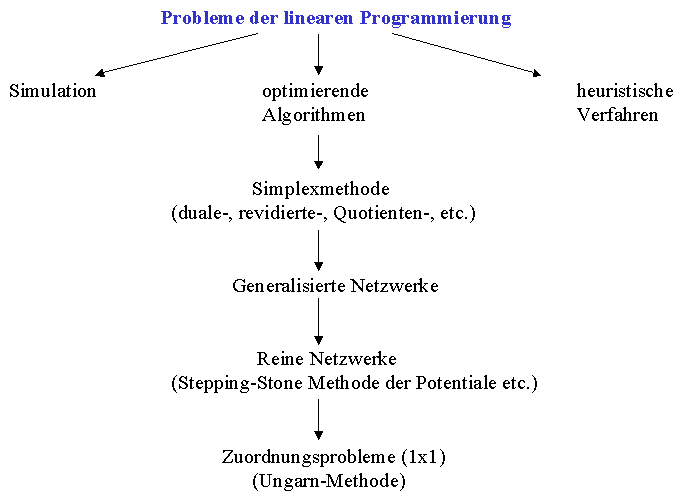 Probleme der linearen Programmierung
Simulation
optimierende
Algorithmen
heuristische
Verfahren
Simplexmethode
(duale-, revidierte-, Quotienten-, etc.)
Generalisierte Netzwerke
Reine Netzwerke
(Stepping-Stone Methode der Potentiale etc.)
Zuordnungsprobleme (1x1)
(Ungarn-Methode)